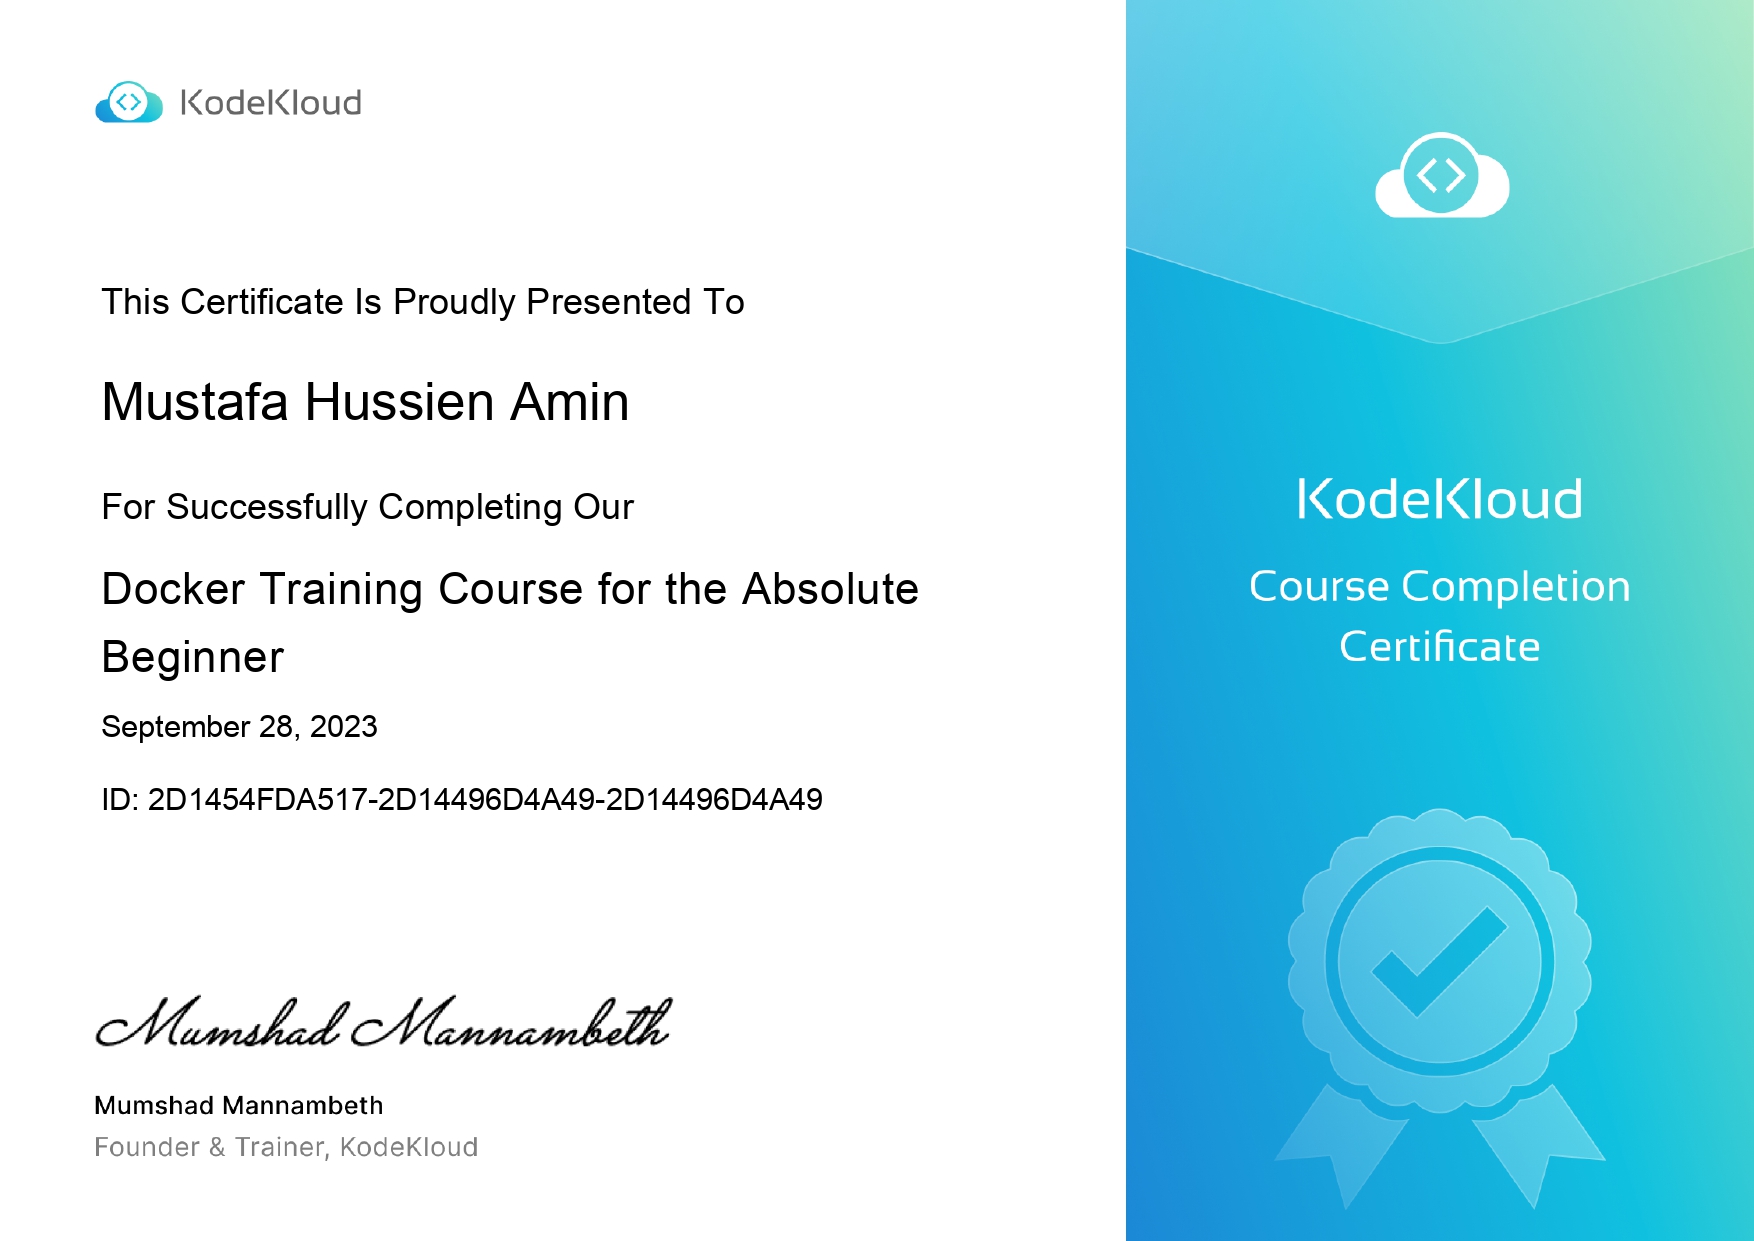 KodeKloud
This Certificate Is Proudly Presented To
Mustafa Hussien Amin
For Successfully Completing Our
Docker Training Course for the Absolute
Beginner
September 28, 2023
ID: 2D1454FDA517-2D14496D4A49-2D14496D4A49
Mumshad Mannambeth
Mumshad Mannambeth
Founder & Trainer, KodeKloud
KodeKloud
Course Completion
Certificate